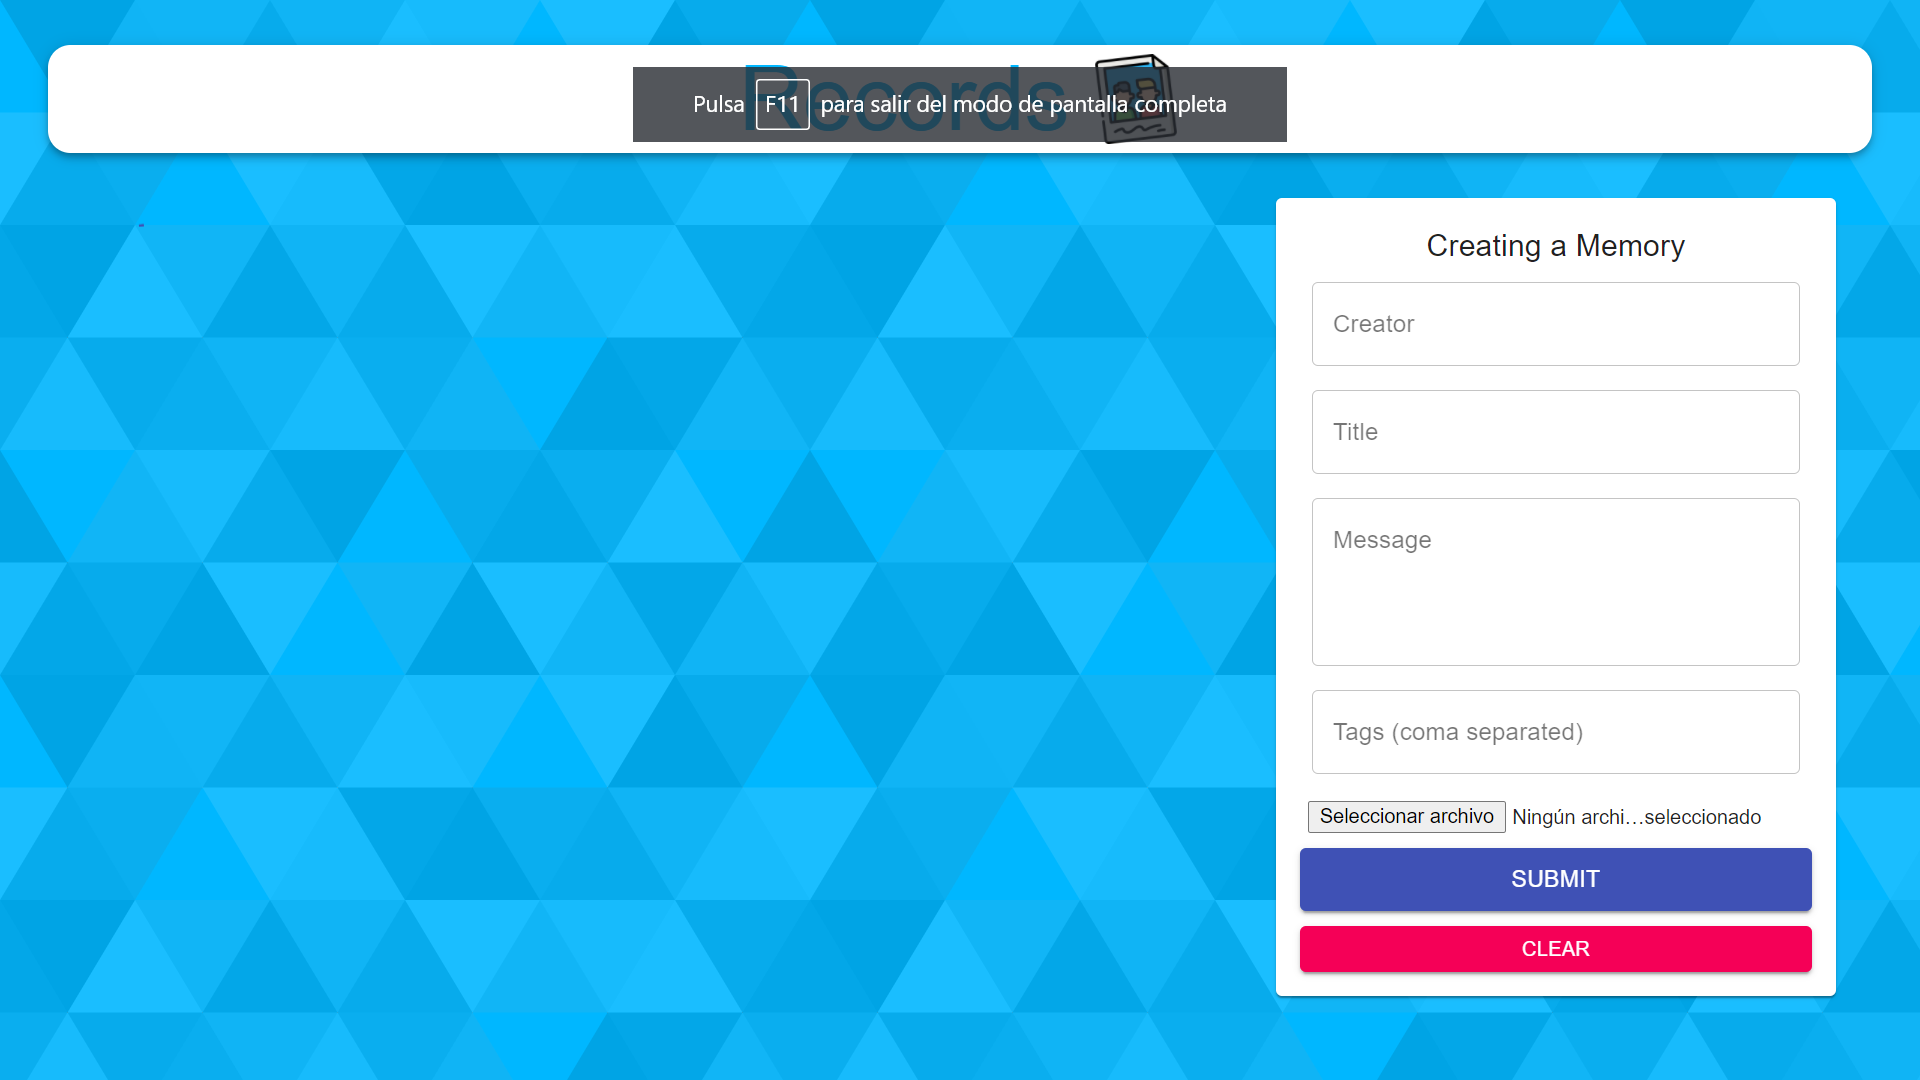 Records
Pulsa F11 para salir del modo de pantalla completa
Creating a Memory
Creator
Title
Message
Tags (coma separated)
Seleccionar archivo Ningún archi...seleccionado
SUBMIT
CLEAR